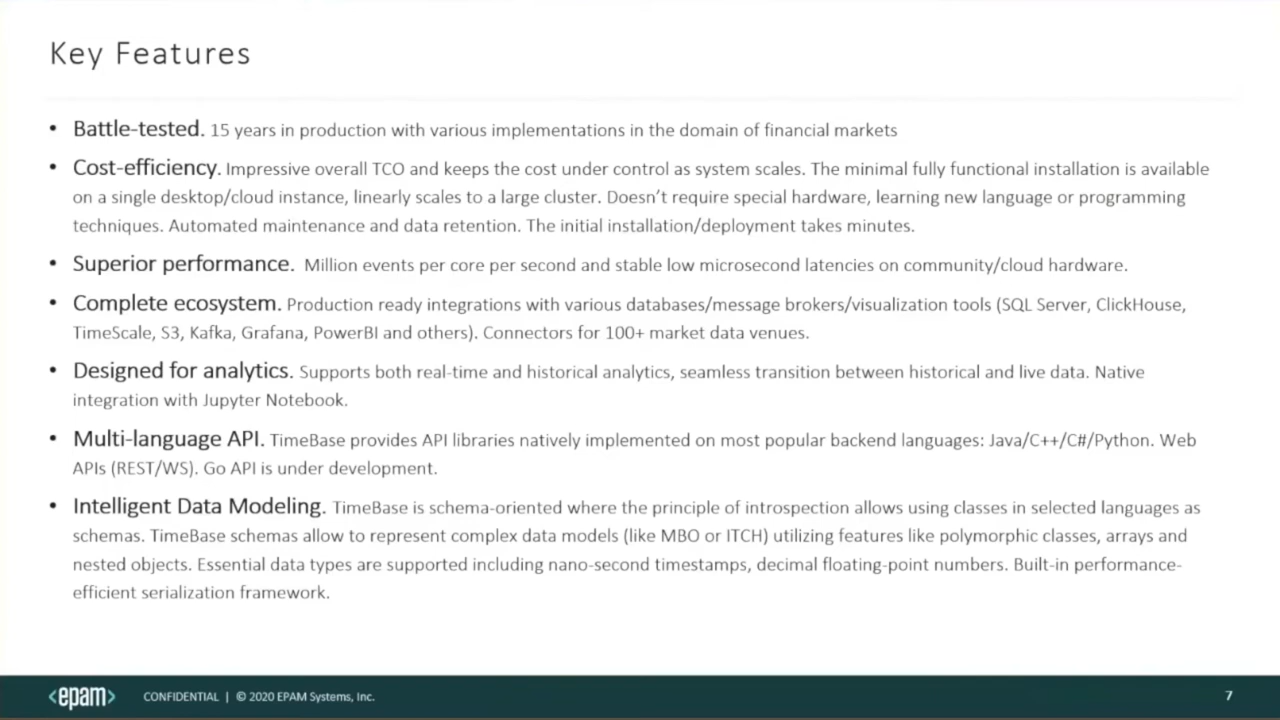 Key Features
• Battle-tested. 15 years in production with various implementations in the domain of financial markets
• Cost-efficiency. Impressive overall TCO and keeps the cost under control as system scales. The minimal fully functional installation is available
on a single desktop/cloud instance, linearly scales to a large cluster. Doesn’t require special hardware, learning new language or programming
techniques. Automated maintenance and data retention. The initial installation/deployment takes minutes.
• Superior performance. Million events per core per second and stable low microsecond latencies on community/cloud hardware.
• Complete ecosystem. Production ready integrations with various databases/message brokers/visualization tools (SQL Server, ClickHouse,
TimeScale, S3, Kafka, Grafana, PowerBI and others). Connectors for 100+ market data venues.
• Designed for analytics. Supports both real-time and historical analytics, seamless transition between historical and live data. Native
integration with Jupyter Notebook.
• Multi-language API. TimeBase provides API libraries natively implemented on most popular backend languages: Java/C++/C#/Python. Web
APIs (REST/WS). Go API is under development.
• Intelligent Data Modeling. TimeBase is schema-oriented where the principle of introspection allows using classes in selected languages as
schemas. TimeBase schemas allow to represent complex data models (like MBO or ITCH) utilizing features like polymorphic classes, arrays and
nested objects. Essential data types are supported including nano-second timestamps, decimal floating-point numbers. Built-in performance-
efficient serialization framework.
<epam> CONFIDENTIAL | © 2020 EPAM Systems, Inc. 7